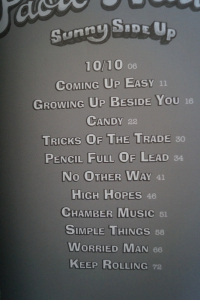 Sunny Side Up
10/10 06
Coming Up Easy 11
Growing Up Beside You 16
Candy 22
Tricks Of The Trade 30
Pencil Full Of Lead 34
No Other Way 41
High Hopes 46
Chamber Music 51
Simple Things 58
Worried Man 66
Keep Rolling 72